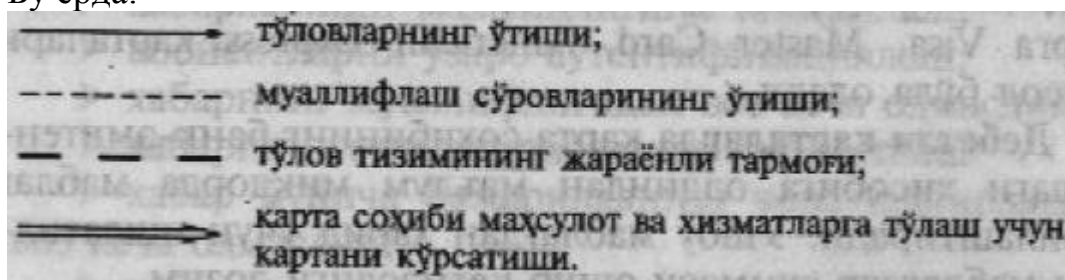 Бу ерда:
тўловларнинг ўтиши;
муаллифлаш сўровларининг ўтиши;
тўлов тизимининг жараёнли тармоғи;
карта соҳиби маҳсулот ва хизматларга тўлаш учун
картани кўрсатиши.